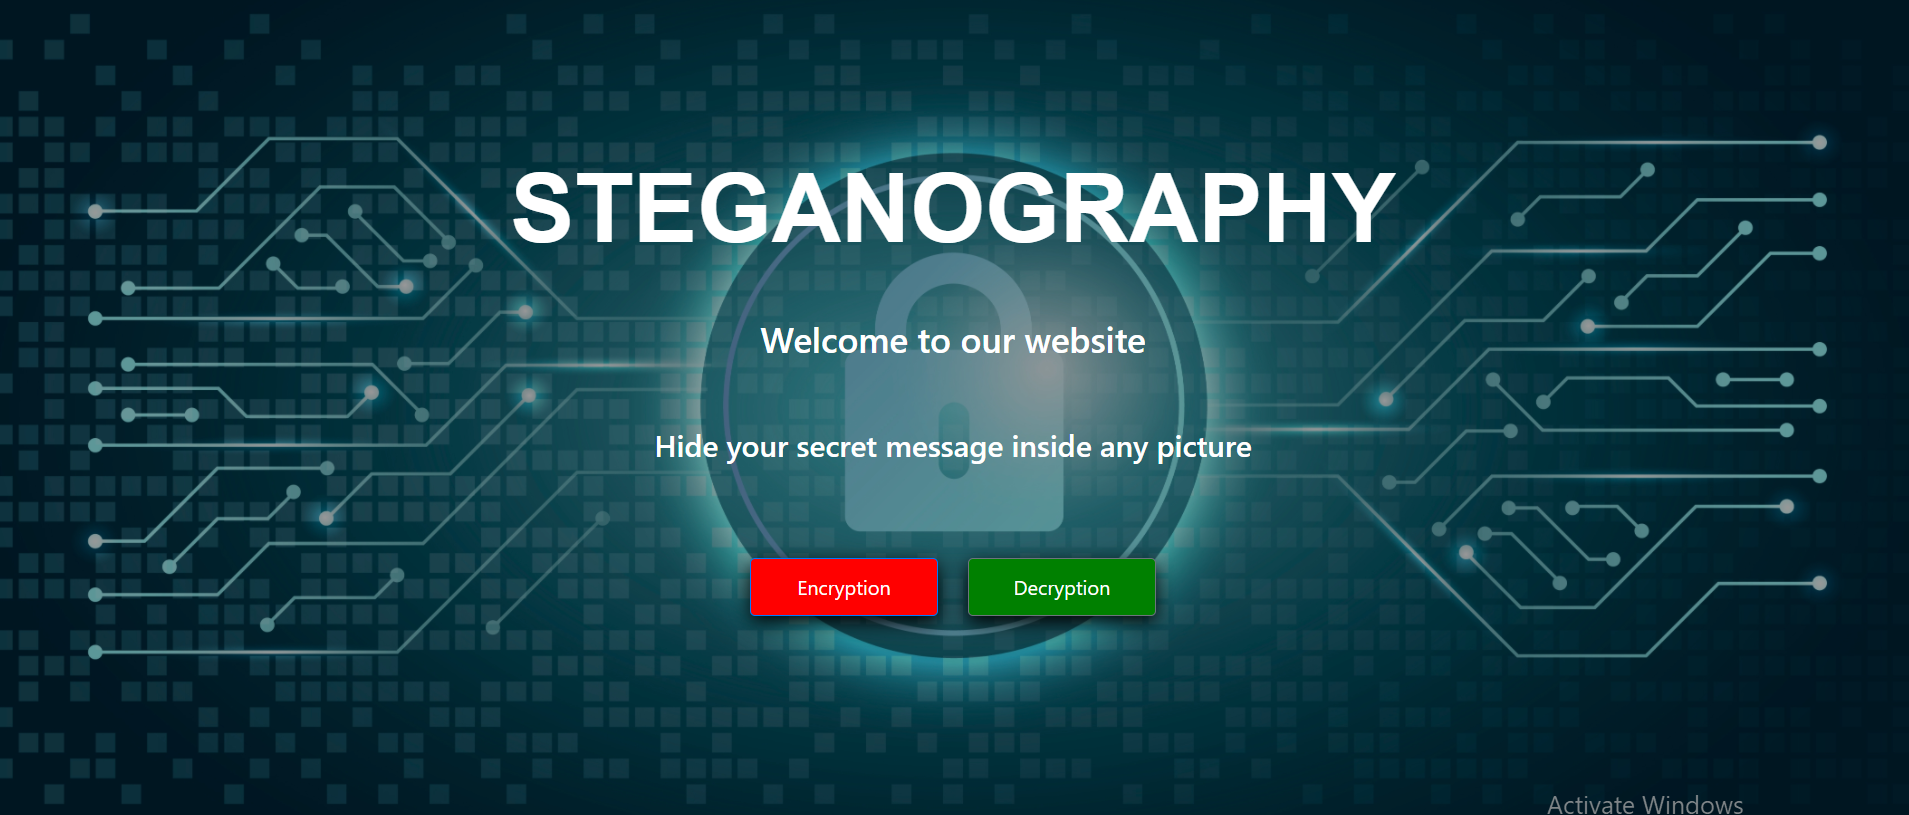 STEGANOGRAPHY
Welcome to our website
Hide your secret message inside any picture
Encryption Decryption
Activate Windows